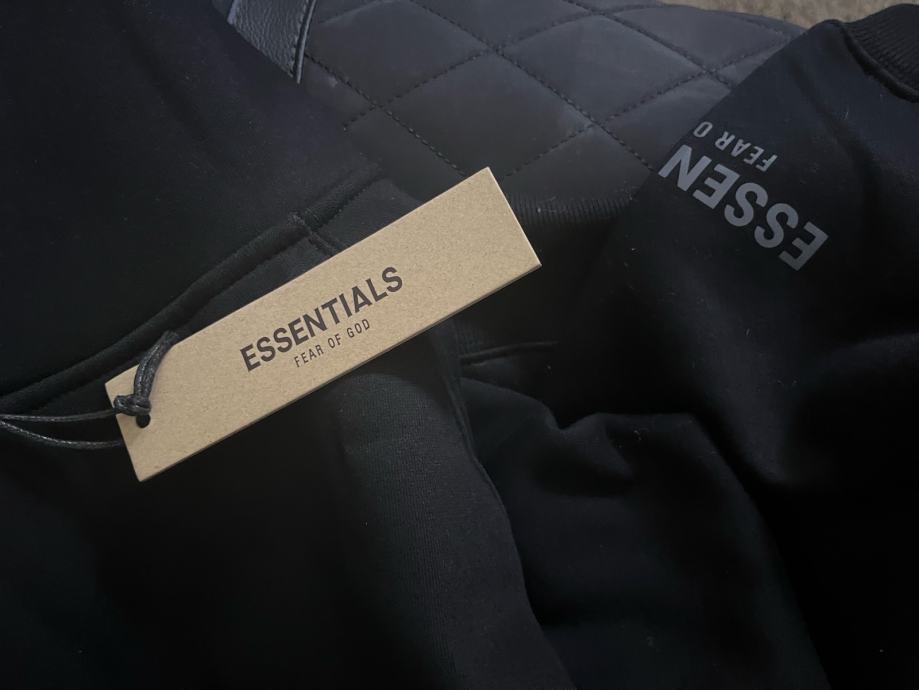 ESSENTIALS
FEAR OF GOD
ESSEN
FEAR O